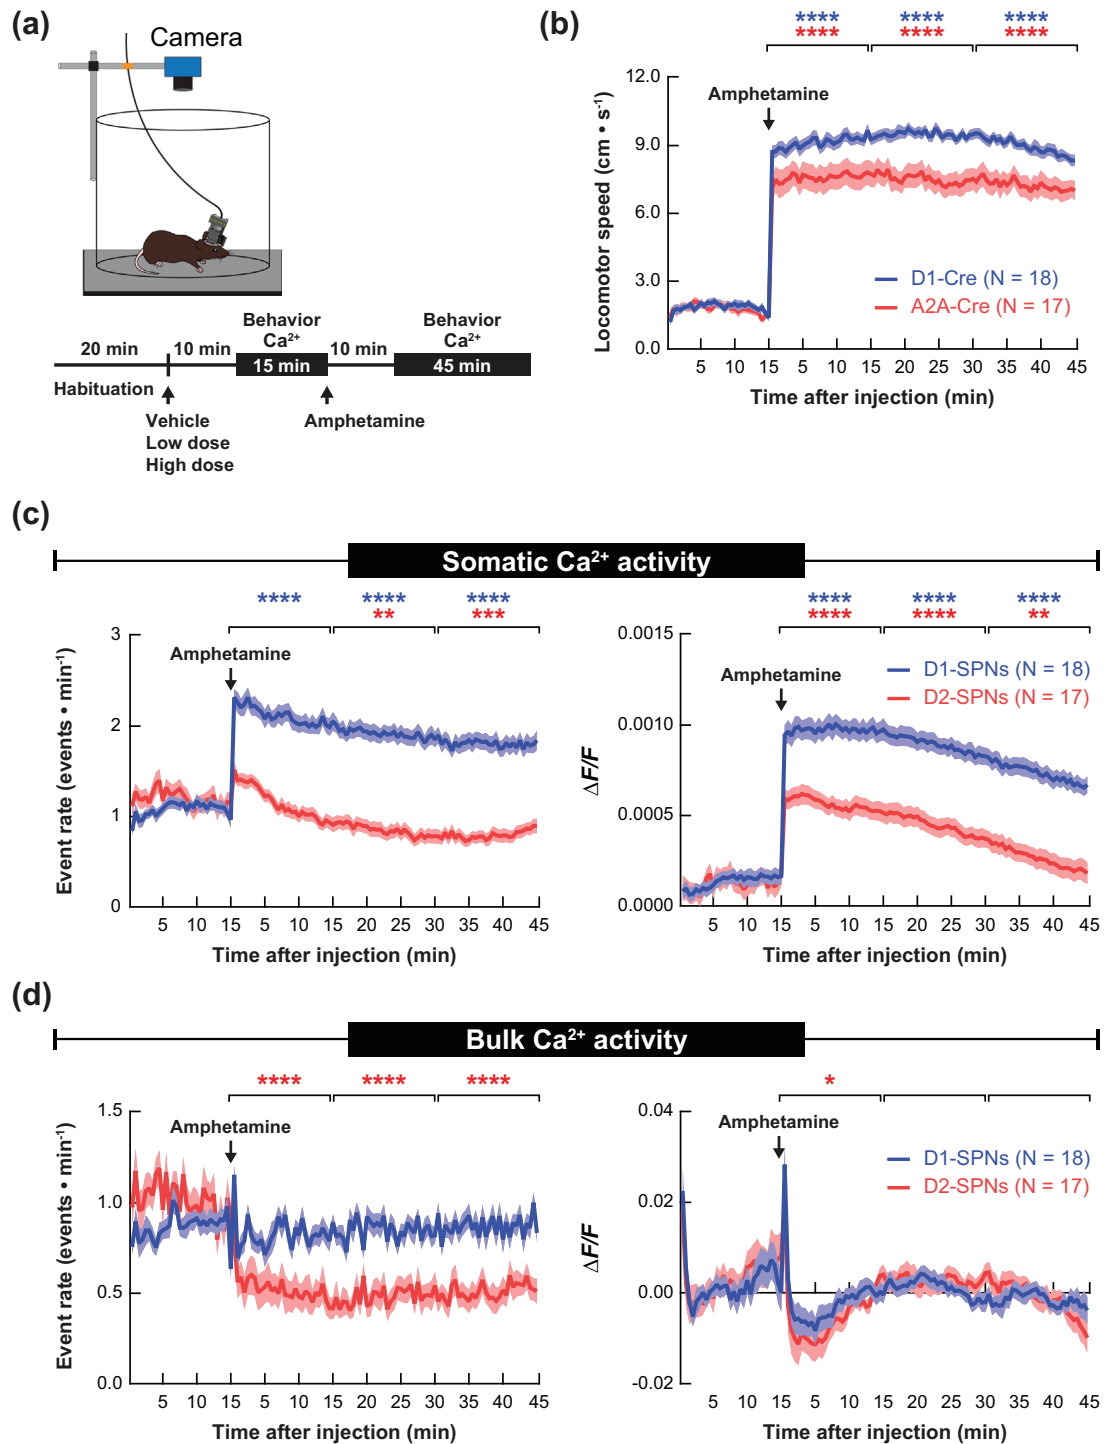 (a)
Camera
Behavior
Ca²⁺
Behavior
Ca²⁺
20 min
10 min
15 min
10 min
45 min
Habituation
Vehicle
Low dose
High dose
Amphetamine
(b)
****
****
****
****
****
****
Amphetamine
Locomotor speed (cm • s⁻¹)
12.0
9.0
6.0
3.0
0.0
D1-Cre (N = 18)
A2A-Cre (N = 17)
5 10 15 5 10 15 20 25 30 35 40 45
Time after injection (min)
(c)
Somatic Ca²⁺ activity
**** **** ****
** ***
Amphetamine
Event rate (events • min⁻¹)
3
2
1
0
5 10 15 5 10 15 20 25 30 35 40 45
Time after injection (min)
**** **** ****
**** **** **
Amphetamine
ΔF/F
0.0015
0.0010
0.0005
0.0000
D1-SPNs (N = 18)
D2-SPNs (N = 17)
5 10 15 5 10 15 20 25 30 35 40 45
Time after injection (min)
(d)
Bulk Ca²⁺ activity
**** **** ****
Amphetamine
Event rate (events • min⁻¹)
1.5
1.0
0.5
0.0
5 10 15 5 10 15 20 25 30 35 40 45
Time after injection (min)
*
Amphetamine
ΔF/F
0.04
0.02
0.00
-0.02
D1-SPNs (N = 18)
D2-SPNs (N = 17)
5 10 15 5 10 15 20 25 30 35 40 45
Time after injection (min)